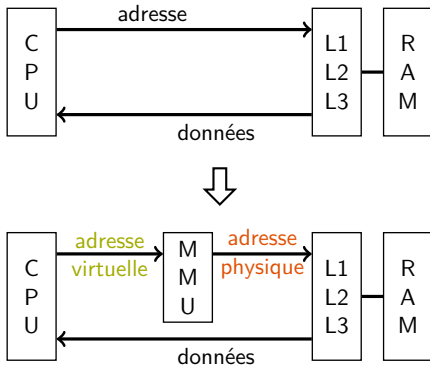 adresse
C
P
U
L1
L2
L3
R
A
M
données
adresse
virtuelle
M
M
U
adresse
physique
C
P
U
L1
L2
L3
R
A
M
données